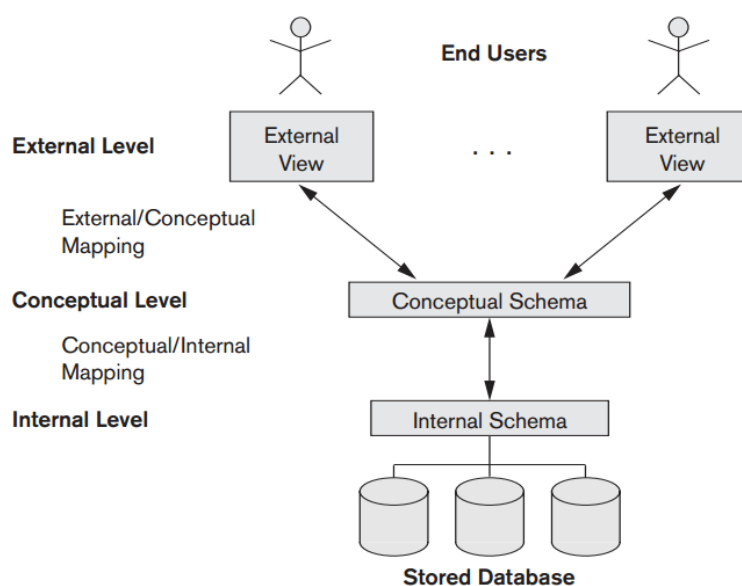 End Users
External Level
External
View
. . .
External
View
External/Conceptual
Mapping
Conceptual Level
Conceptual Schema
Conceptual/Internal
Mapping
Internal Level
Internal Schema
Stored Database